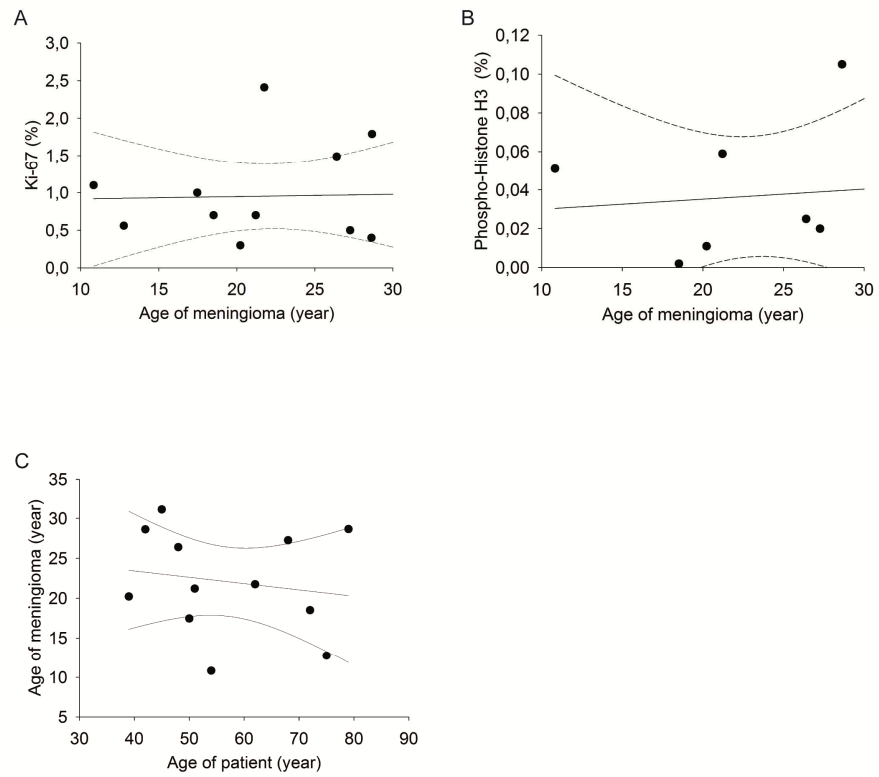 A
3,0
2,5
2,0
1,5
1,0
0,5
0,0
Ki-67 (%)
10 15 20 25 30
Age of meningioma (year)
B
0,12
0,10
0,08
0,06
0,04
0,02
0,00
Phospho-Histone H3 (%)
10 15 20 25 30
Age of meningioma (year)
C
35
30
25
20
15
10
5
Age of meningioma (year)
30 40 50 60 70 80 90
Age of patient (year)